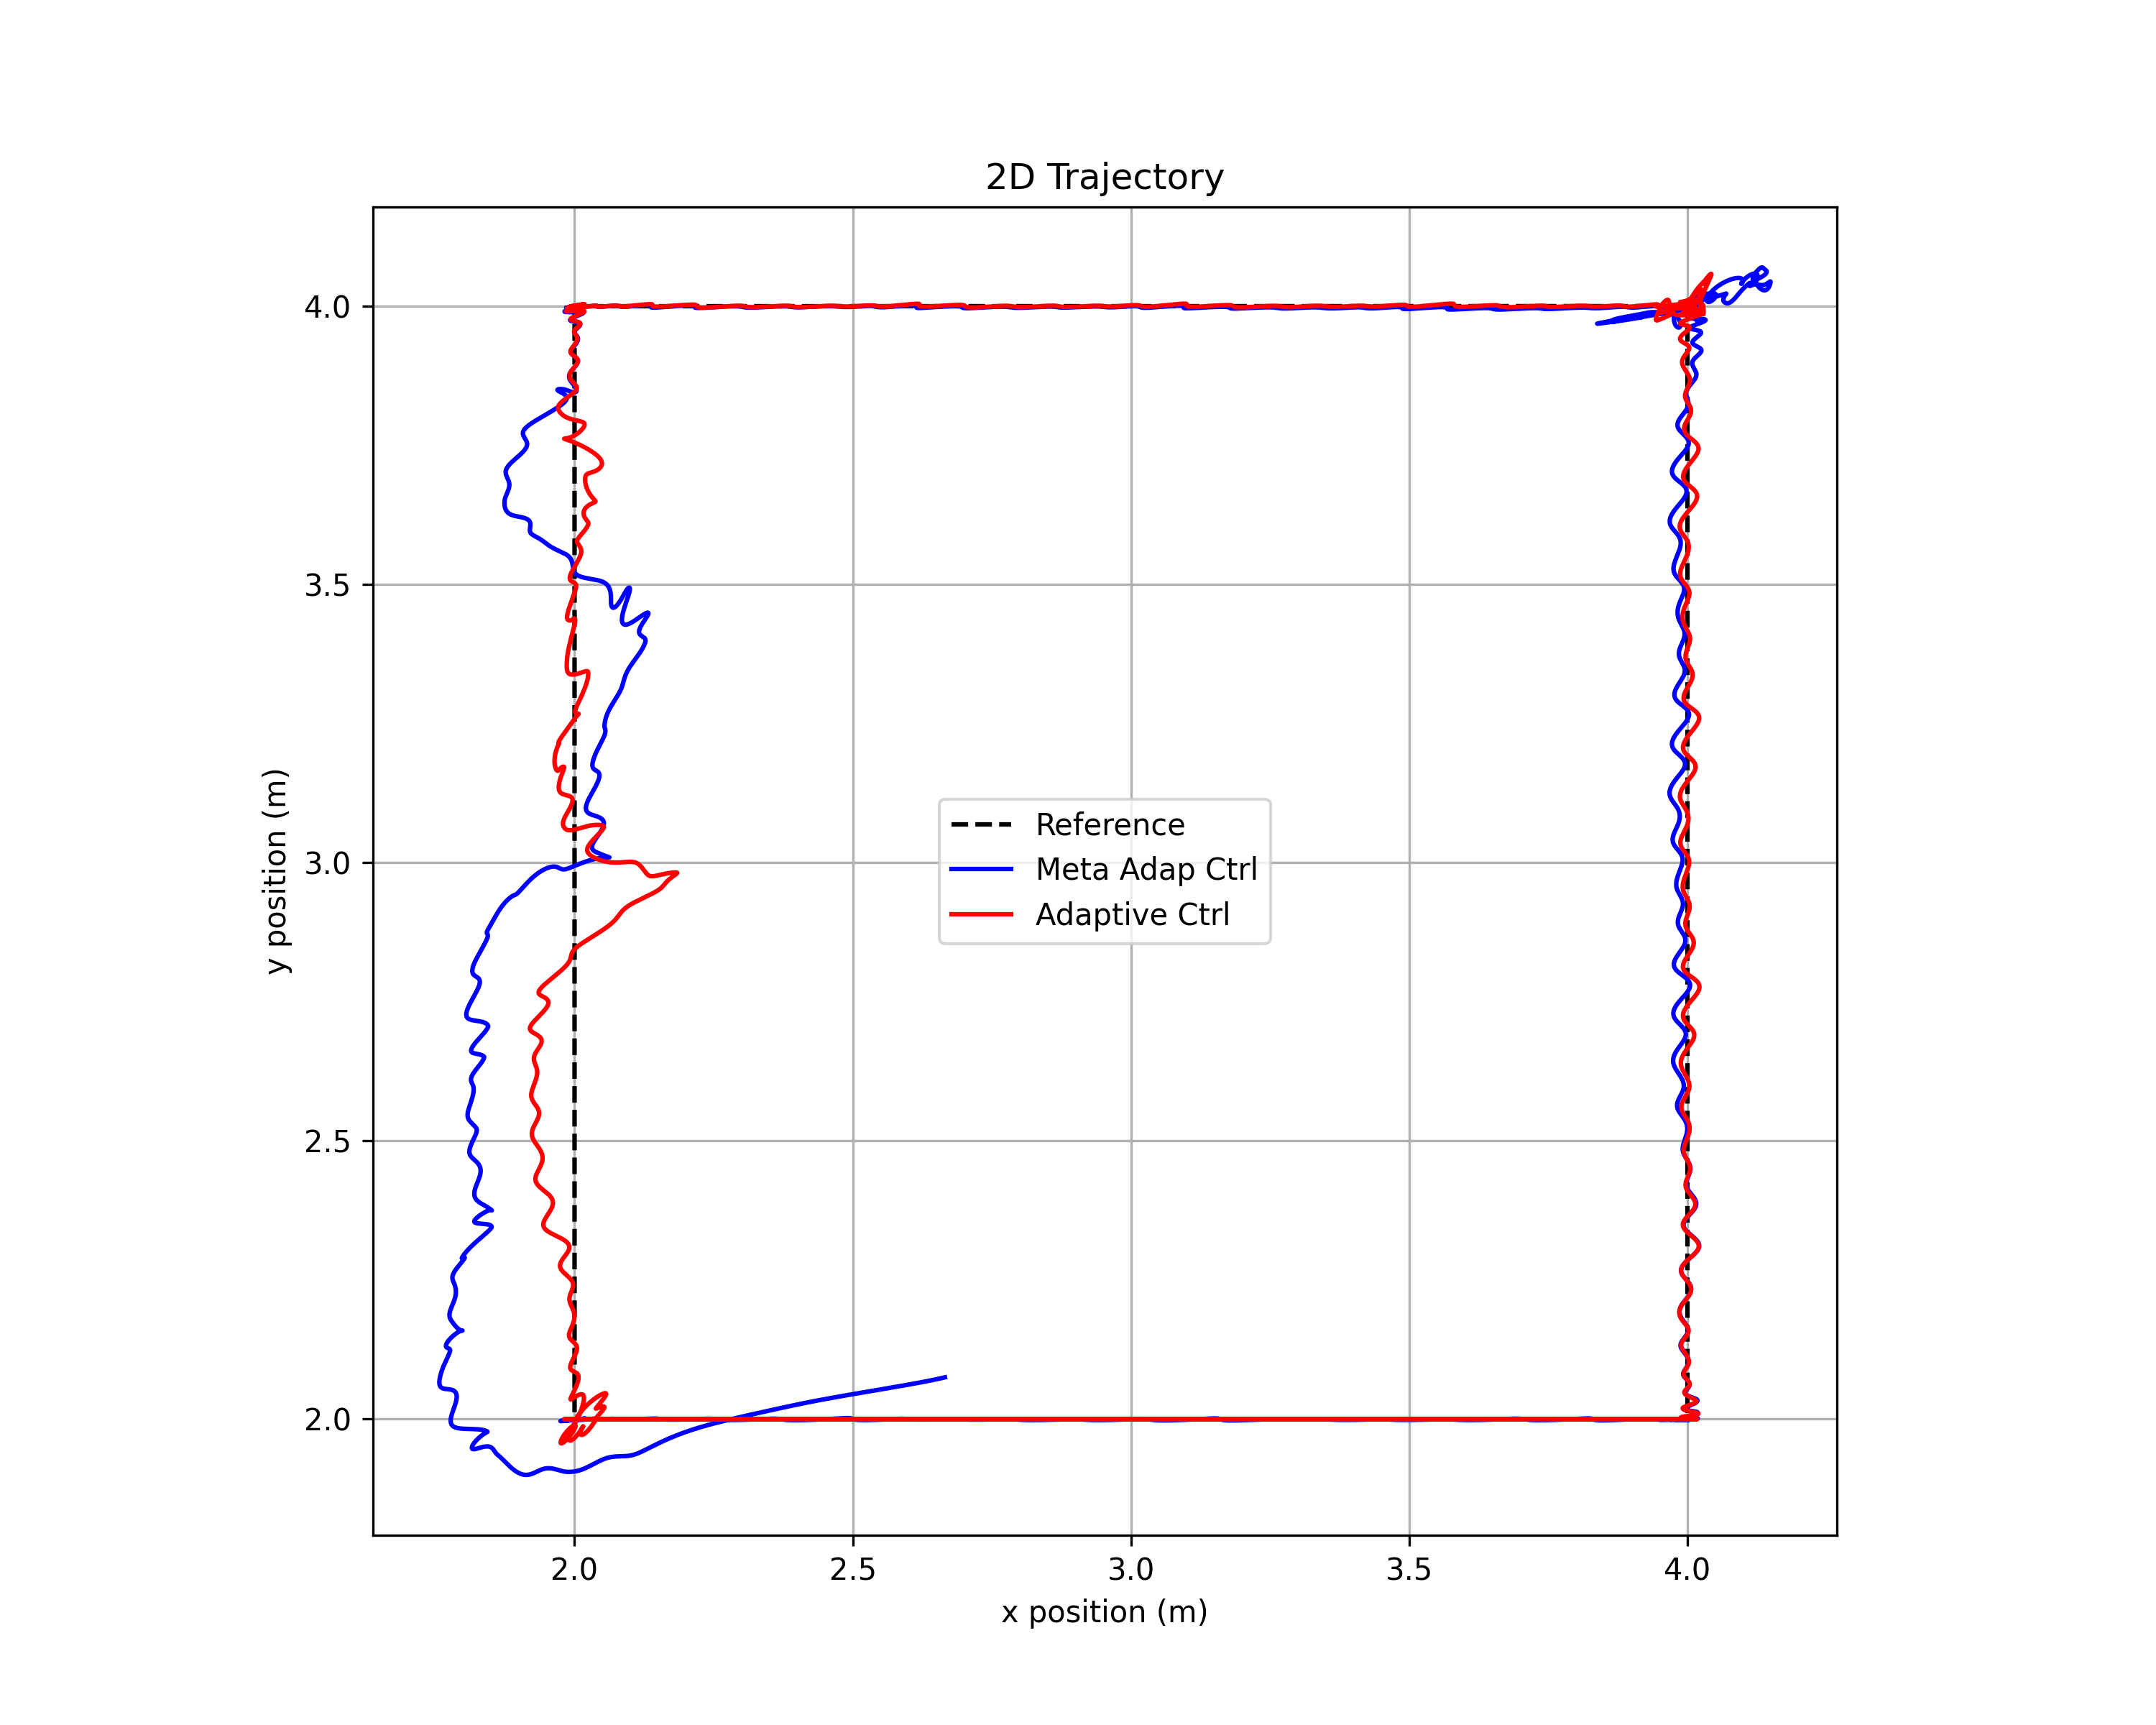 2D Trajectory
4.0
3.5
3.0
2.5
2.0
y position (m)
Reference
Meta Adap Ctrl
Adaptive Ctrl
2.0 2.5 3.0 3.5 4.0
x position (m)